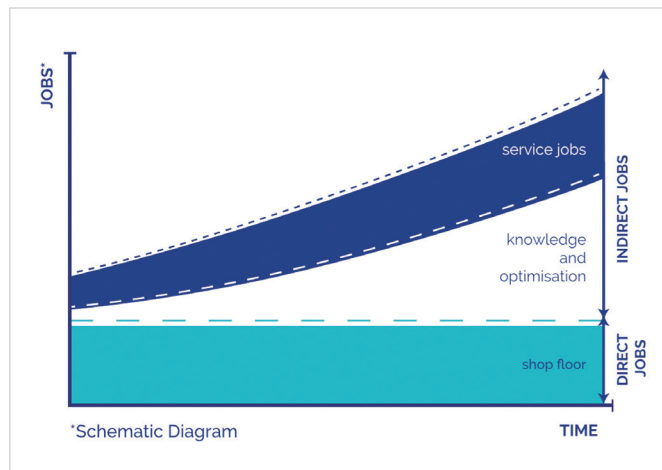 JOBS*
service jobs
knowledge
and
optimisation
INDIRECT JOBS
shop floor
DIRECT
JOBS
*Schematic Diagram
TIME